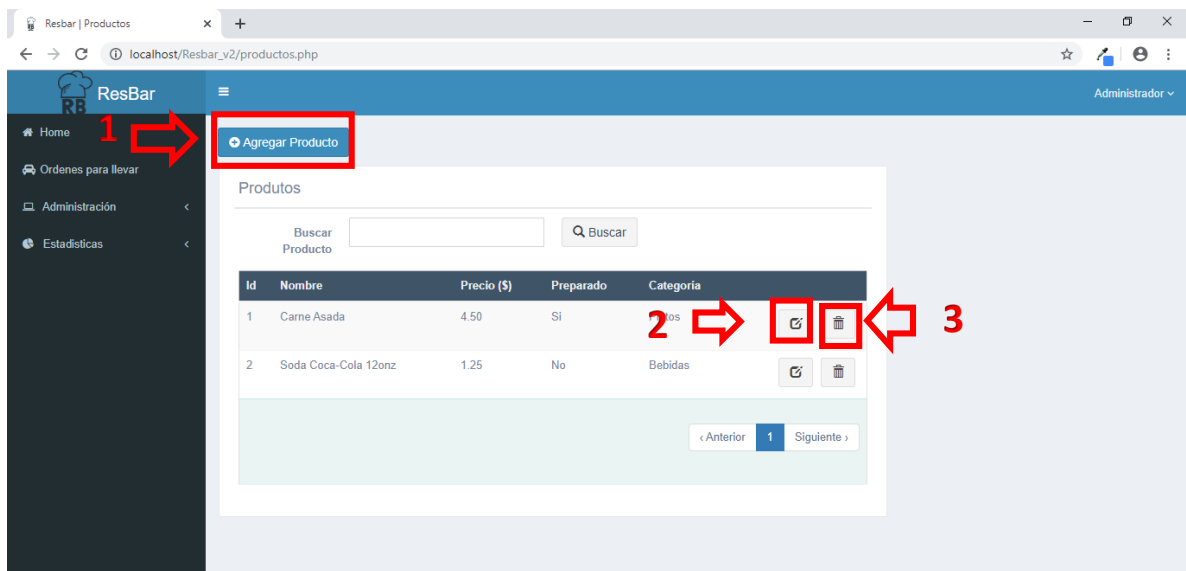 Resbar | Productos
localhost/Resbar_v2/productos.php
RB ResBar
Administrador
Home
1
Agregar Producto
Ordenes para llevar
Administración
Estadisticas
Produtos
Buscar Producto
Buscar
Id Nombre Precio ($) Preparado Categoría
1 Carne Asada 4.50 Si
2
3
2 Soda Coca-Cola 12onz 1.25 No Bebidas
‹ Anterior 1 Siguiente ›